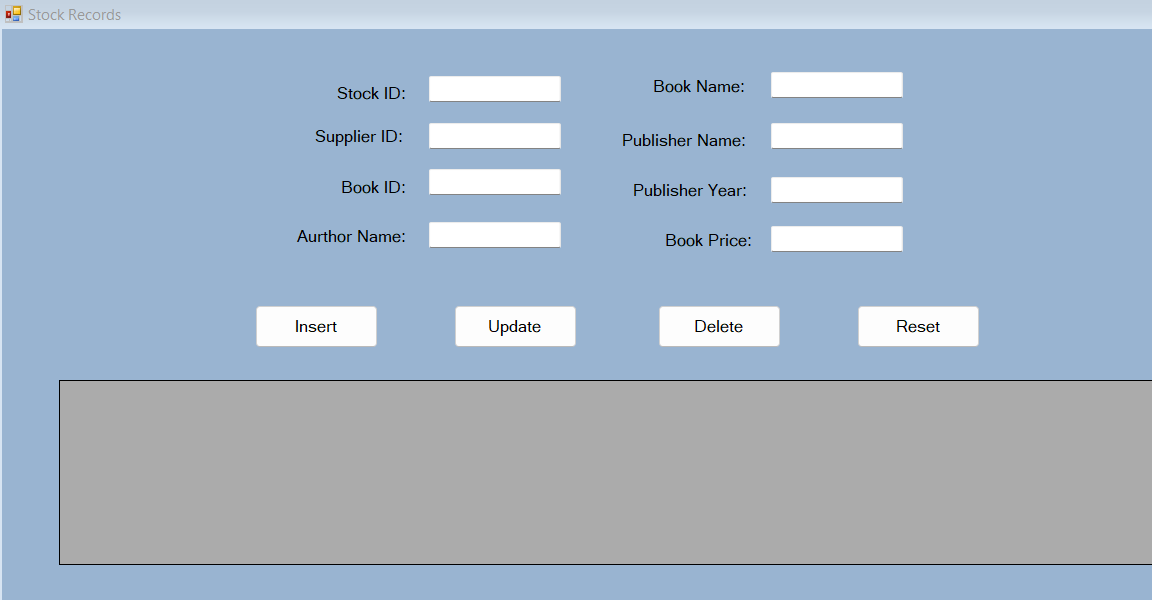 Stock Records
Stock ID:
Book Name:
Supplier ID:
Publisher Name:
Book ID:
Publisher Year:
Aurthor Name:
Book Price:
Insert
Update
Delete
Reset